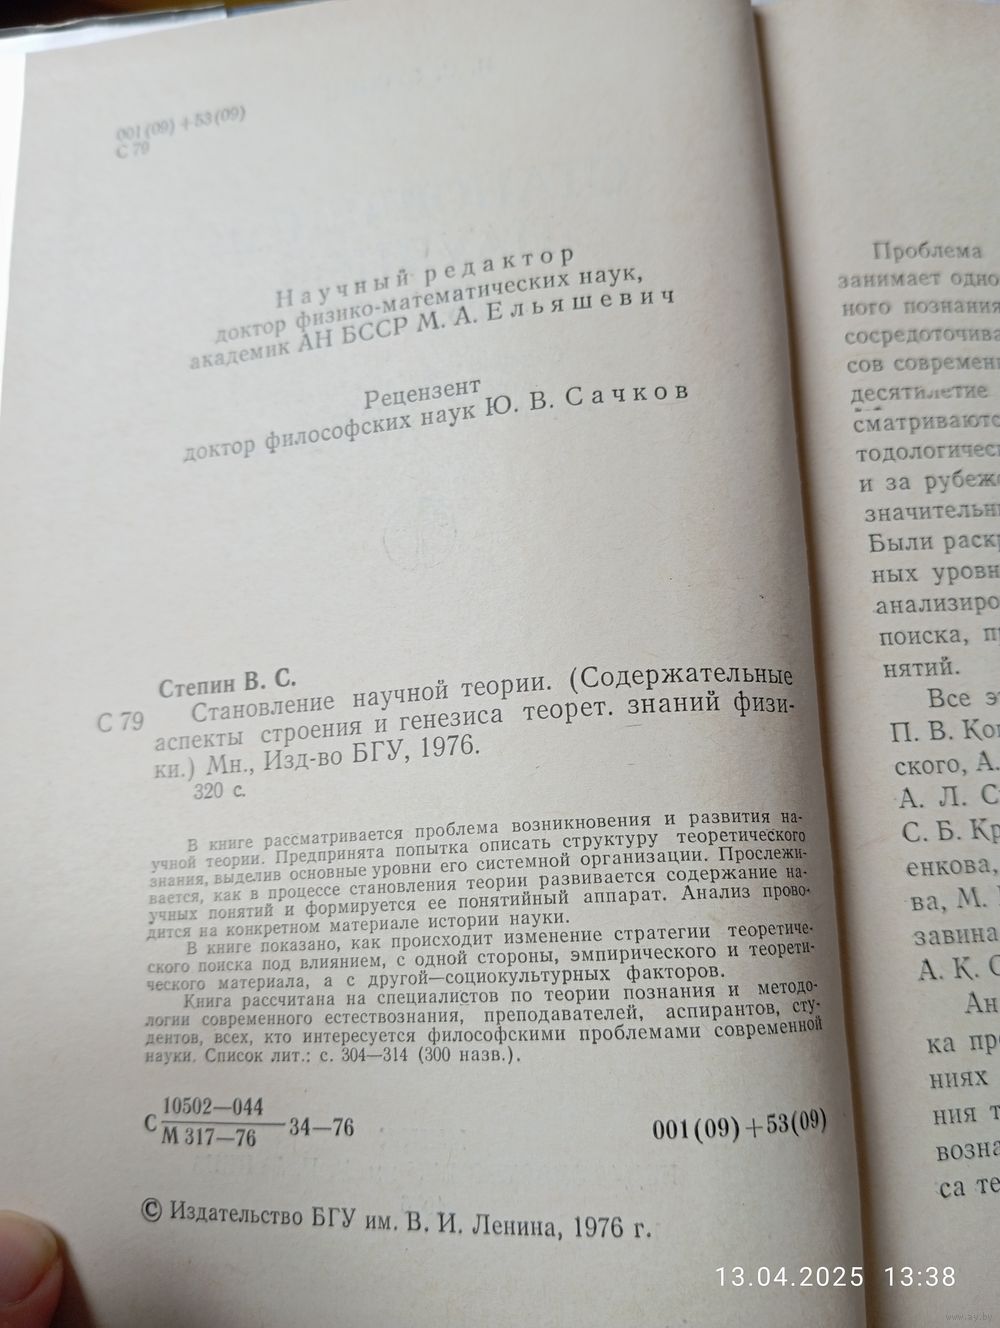 001(09)+53(09)
С 79
Научный редактор
доктор физико-математических наук,
академик АН БССР М. А. Ельяшевич
Рецензент
доктор философских наук Ю. В. Сачков
Степин В. С.
С 79 Становление научной теории. (Содержательные
аспекты строения и генезиса теорет. знаний физи-
ки.) Мн., Изд-во БГУ, 1976.
320 с.
В книге рассматривается проблема возникновения и развития на-
учной теории. Предпринята попытка описать структуру теоретического
знания, выделив основные уровни его системной организации. Прослежи-
вается, как в процессе становления теории развивается содержание на-
учных понятий и формируется ее понятийный аппарат. Анализ прово-
дится на конкретном материале истории науки.
В книге показано, как происходит изменение стратегии теоретиче-
ского поиска под влиянием, с одной стороны, эмпирического и теорети-
ческого материала, а с другой—социокультурных факторов.
Книга рассчитана на специалистов по теории познания и методо-
логии современного естествознания, преподавателей, аспирантов, сту-
дентов, всех, кто интересуется философскими проблемами современной
науки. Список лит.: с. 304—314 (300 назв.).
10502—044
С М 317—76 34—76 001(09)+53(09)
© Издательство БГУ им. В. И. Ленина, 1976 г.
Проблема
занимает одно
ного познания
сосредоточива
сов современн
десятилетие
сматриваютс
тодологичес
и за рубеж
значительн
Были раск
ных уровн
анализиро
поиска, п
нятий.
Все э
П. В. Ко
ского, А.
А. Л. С
С. Б. Кр
енкова,
ва, М.
завина
А. К. С
Ан
ка пр
ниях
ния т
возна
са те
13.04.2025 13:38
www.ay.by